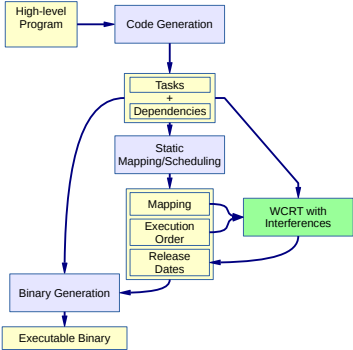 High-level
Program
Code Generation
Tasks
+
Dependencies
Static
Mapping/Scheduling
Mapping
Execution
Order
Release
Dates
WCRT with
Interferences
Binary Generation
Executable Binary